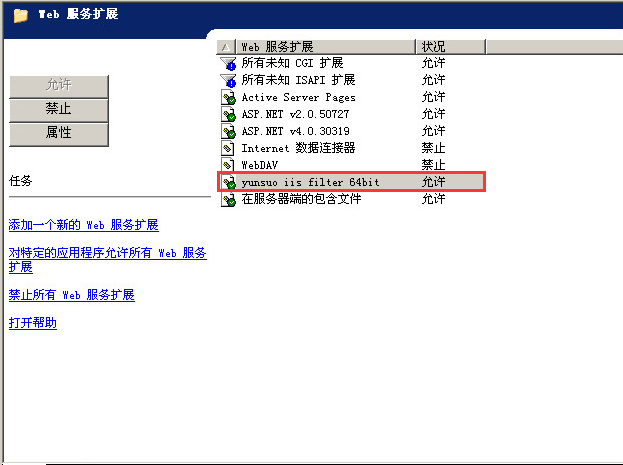 Web 服务扩展
允许
禁止
属性
任务
添加一个新的 Web 服务扩展
对特定的应用程序允许所有 Web 服务
扩展
禁止所有 Web 服务扩展
打开帮助
Web 服务扩展 状况
所有未知 CGI 扩展 允许
所有未知 ISAPI 扩展 允许
Active Server Pages 允许
ASP.NET v2.0.50727 允许
ASP.NET v4.0.30319 允许
Internet 数据连接器 禁止
WebDAV 禁止
yunsuo iis filter 64bit 允许
在服务器端的包含文件 允许